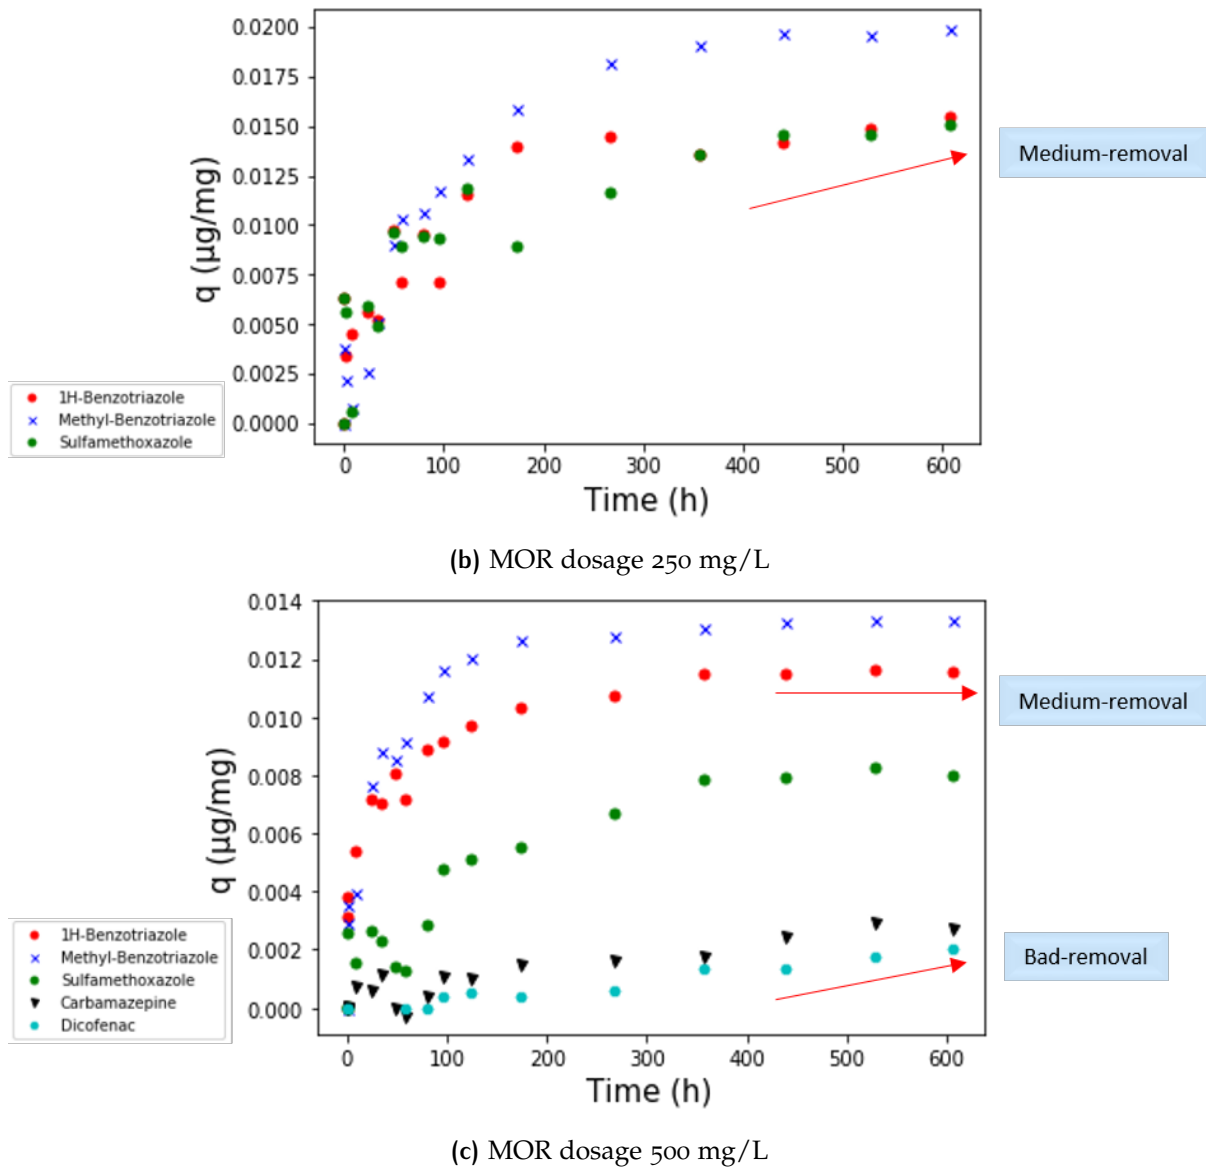 0.0200
0.0175
0.0150
0.0125
0.0100
0.0075
0.0050
0.0025
0.0000
q (µg/mg)
0 100 200 300 400 500 600
Time (h)
1H-Benzotriazole
Methyl-Benzotriazole
Sulfamethoxazole
Medium-removal
(b) MOR dosage 250 mg/L
0.014
0.012
0.010
0.008
0.006
0.004
0.002
0.000
q (µg/mg)
0 100 200 300 400 500 600
Time (h)
1H-Benzotriazole
Methyl-Benzotriazole
Sulfamethoxazole
Carbamazepine
Dicofenac
Medium-removal
Bad-removal
(c) MOR dosage 500 mg/L